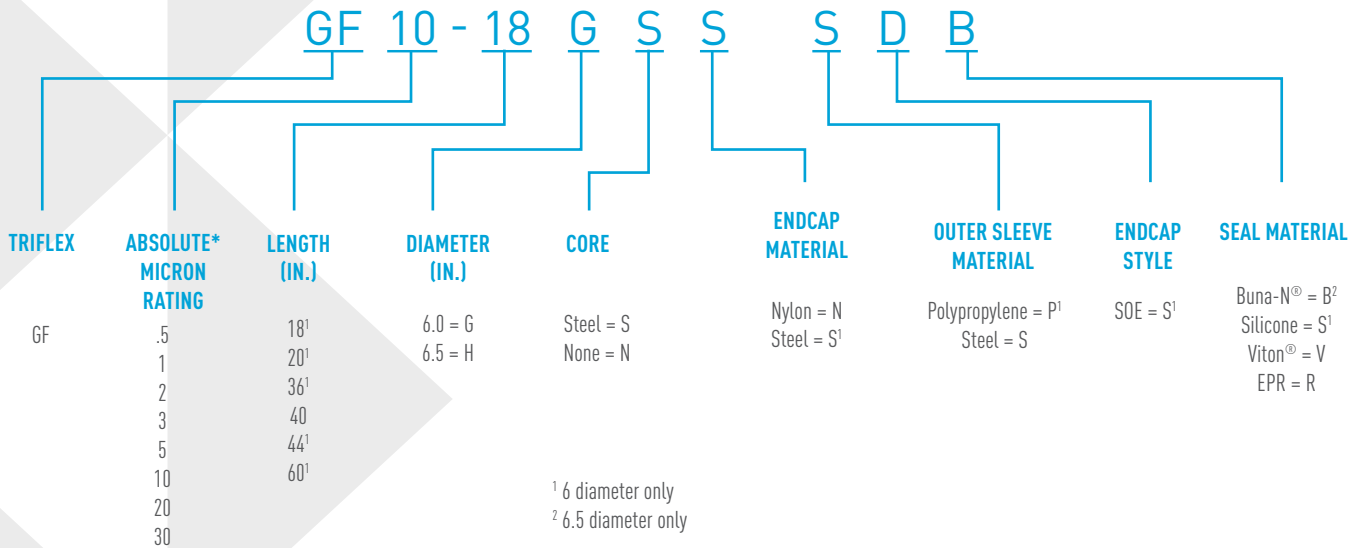 GF 10 - 18 G S S S D B
TRIFLEX
GF
ABSOLUTE*
MICRON
RATING
.5
1
2
3
5
10
20
30
LENGTH
(IN.)
18¹
20¹
36¹
40
44¹
60¹
DIAMETER
(IN.)
6.0 = G
6.5 = H
CORE
Steel = S
None = N
ENDCAP
MATERIAL
Nylon = N
Steel = S¹
OUTER SLEEVE
MATERIAL
Polypropylene = P¹
Steel = S
ENDCAP
STYLE
SOE = S¹
SEAL MATERIAL
Buna-N® = B²
Silicone = S¹
Viton® = V
EPR = R
¹ 6 diameter only
² 6.5 diameter only